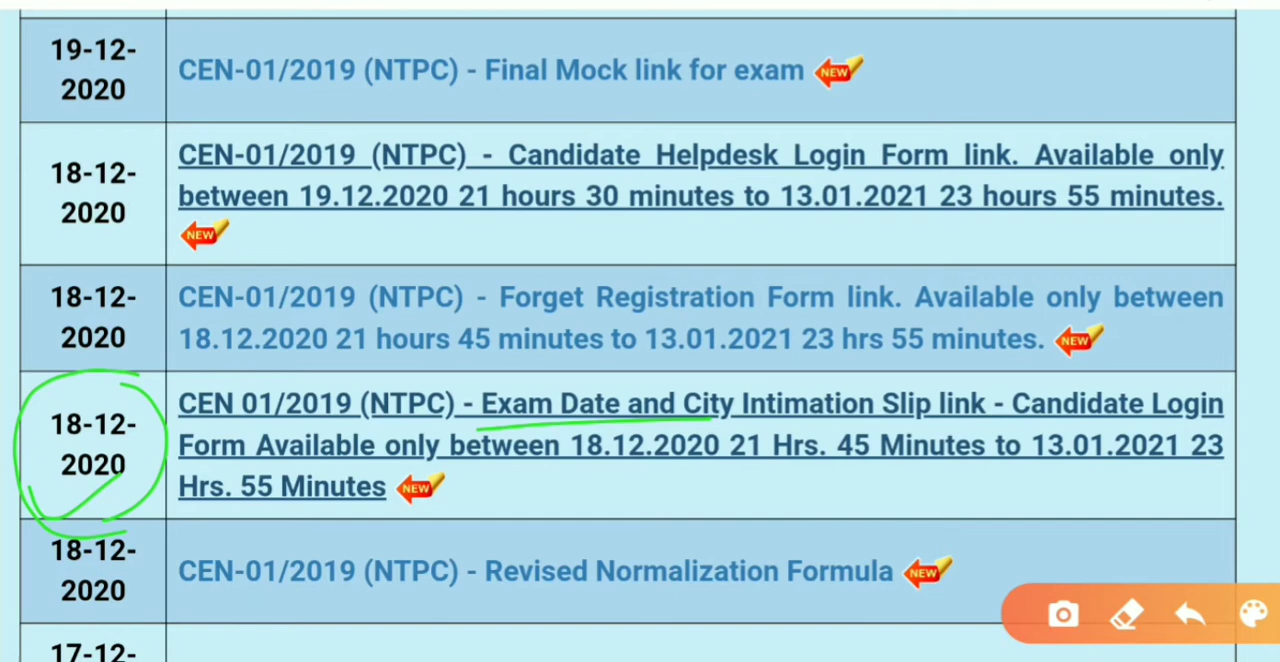 19-12-
2020
CEN-01/2019 (NTPC) - Final Mock link for exam NEW
18-12-
2020
CEN-01/2019 (NTPC) - Candidate Helpdesk Login Form link. Available only
between 19.12.2020 21 hours 30 minutes to 13.01.2021 23 hours 55 minutes.
NEW
18-12-
2020
CEN-01/2019 (NTPC) - Forget Registration Form link. Available only between
18.12.2020 21 hours 45 minutes to 13.01.2021 23 hrs 55 minutes. NEW
18-12-
2020
CEN 01/2019 (NTPC) - Exam Date and City Intimation Slip link - Candidate Login
Form Available only between 18.12.2020 21 Hrs. 45 Minutes to 13.01.2021 23
Hrs. 55 Minutes NEW
18-12-
2020
CEN-01/2019 (NTPC) - Revised Normalization Formula NEW
17-12-